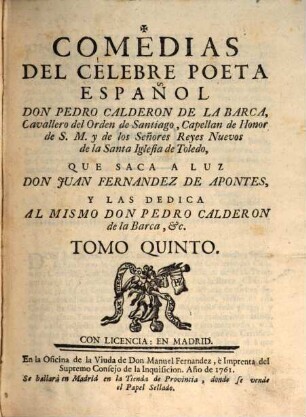 COMEDIAS
DEL CÉLEBRE POETA
ESPAÑOL
DON PEDRO CALDERON DE LA BARCA,
Cavallero del Orden de Santiago, Capellan de Honor
de S. M. y de los Señores Reyes Nuevos
de la Santa Iglesia de Toledo,
QUE SACA A LUZ
DON JUAN FERNANDEZ DE APONTES,
Y LAS DEDICA
AL MISMO DON PEDRO CALDERON
de la Barca, &c.
TOMO QUINTO.
CON LICENCIA: EN MADRID.
En la Oficina de la Viuda de Don Manuel Fernandez, è Imprenta del
Supremo Consejo de la Inquisicion. Año de 1761.
Se hallará en Madrid en la Tienda de Provincia, donde se vende
el Papel Sellado.